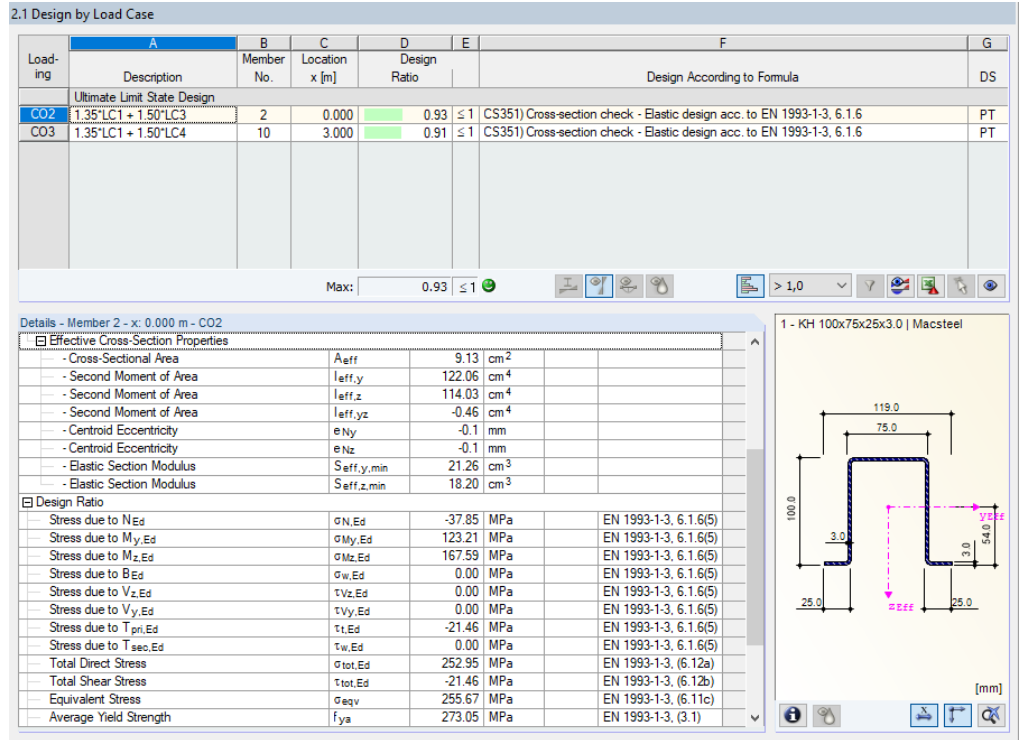 2.1 Design by Load Case
A B C D E F G
Load- Member Location Design
ing Description No. x [m] Ratio Design According to Formula DS
Ultimate Limit State Design
CO2 1.35*LC1 + 1.50*LC3 2 0.000 0.93 ≤ 1 CS351) Cross-section check - Elastic design acc. to EN 1993-1-3, 6.1.6 PT
CO3 1.35*LC1 + 1.50*LC4 10 3.000 0.91 ≤ 1 CS351) Cross-section check - Elastic design acc. to EN 1993-1-3, 6.1.6 PT
Max: 0.93 ≤ 1 > 1,0
Details - Member 2 - x: 0.000 m - CO2
Effective Cross-Section Properties
- Cross-Sectional Area Aeff 9.13 cm2
- Second Moment of Area Ieff,y 122.06 cm4
- Second Moment of Area Ieff,z 114.03 cm4
- Second Moment of Area Ieff,yz -0.46 cm4
- Centroid Eccentricity eNy -0.1 mm
- Centroid Eccentricity eNz -0.1 mm
- Elastic Section Modulus Seff,y,min 21.26 cm3
- Elastic Section Modulus Seff,z,min 18.20 cm3
Design Ratio
Stress due to NEd σN,Ed -37.85 MPa EN 1993-1-3, 6.1.6(5)
Stress due to My,Ed σMy,Ed 123.21 MPa EN 1993-1-3, 6.1.6(5)
Stress due to Mz,Ed σMz,Ed 167.59 MPa EN 1993-1-3, 6.1.6(5)
Stress due to BEd σw,Ed 0.00 MPa EN 1993-1-3, 6.1.6(5)
Stress due to Vz,Ed τVz,Ed 0.00 MPa EN 1993-1-3, 6.1.6(5)
Stress due to Vy,Ed τVy,Ed 0.00 MPa EN 1993-1-3, 6.1.6(5)
Stress due to Tpri,Ed τt,Ed -21.46 MPa EN 1993-1-3, 6.1.6(5)
Stress due to Tsec,Ed τw,Ed 0.00 MPa EN 1993-1-3, 6.1.6(5)
Total Direct Stress σtot,Ed 252.95 MPa EN 1993-1-3, (6.12a)
Total Shear Stress τtot,Ed -21.46 MPa EN 1993-1-3, (6.12b)
Equivalent Stress σeqv 255.67 MPa EN 1993-1-3, (6.11c)
Average Yield Strength fya 273.05 MPa EN 1993-1-3, (3.1)
1 - KH 100x75x25x3.0 | Macsteel
119.0
75.0
100.0
yEff
3.0
3.0
54.0
25.0
zEff
25.0
[mm]